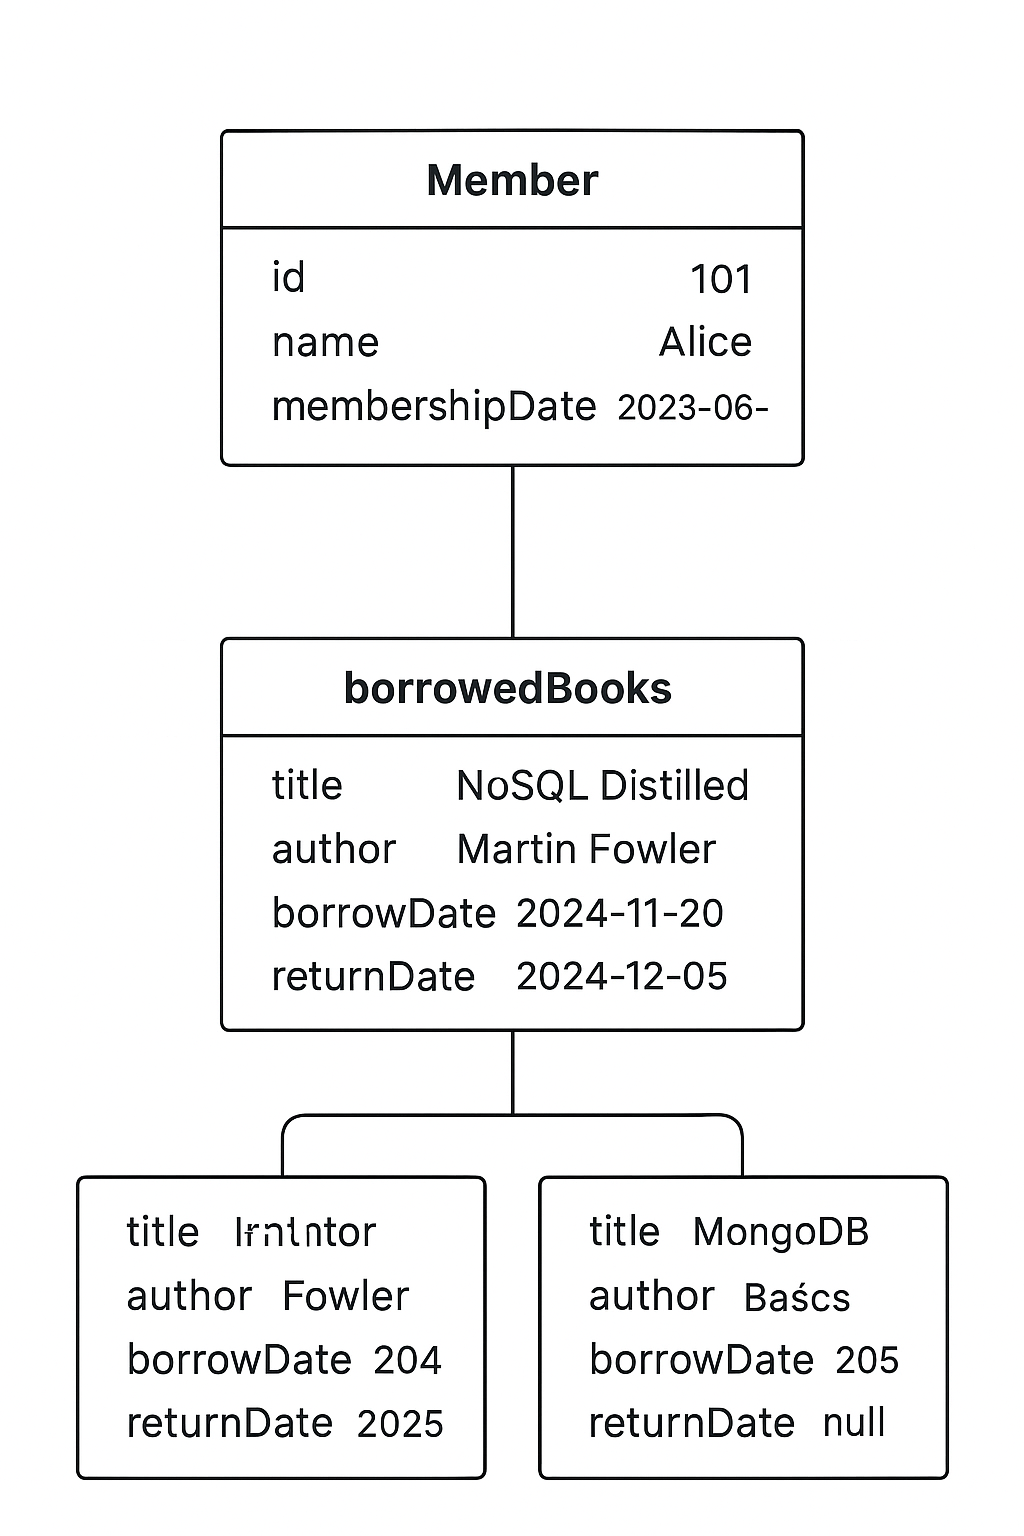 Member
id 101
name Alice
membershipDate 2023-06-
borrowedBooks
title NoSQL Distilled
author Martin Fowler
borrowDate 2024-11-20
returnDate 2024-12-05
title
author Fowler
borrowDate 204
returnDate 2025
title MongoDB
author Baścs
borrowDate 205
returnDate null